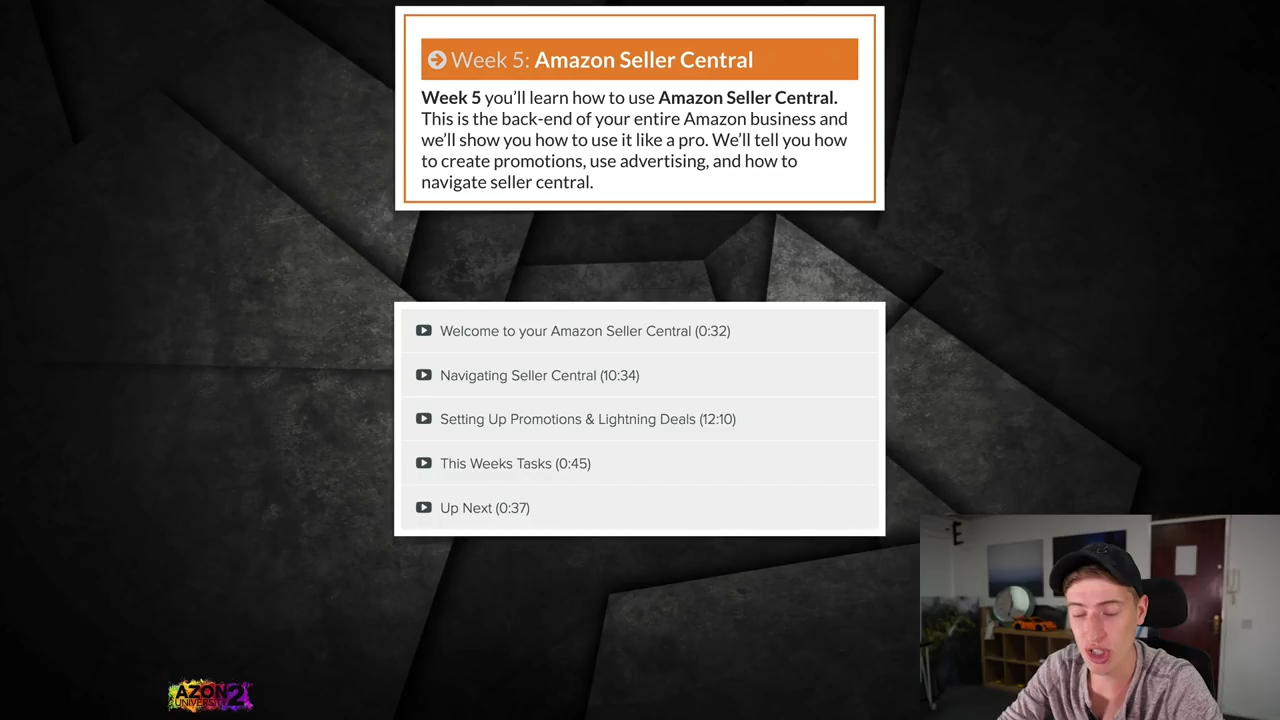 Week 5: Amazon Seller Central
Week 5 you'll learn how to use Amazon Seller Central.
This is the back-end of your entire Amazon business and
we'll show you how to use it like a pro. We'll tell you how
to create promotions, use advertising, and how to
navigate seller central.
Welcome to your Amazon Seller Central (0:32)
Navigating Seller Central (10:34)
Setting Up Promotions & Lightning Deals (12:10)
This Weeks Tasks (0:45)
Up Next (0:37)
E
AZON
UNIVERSITY
2